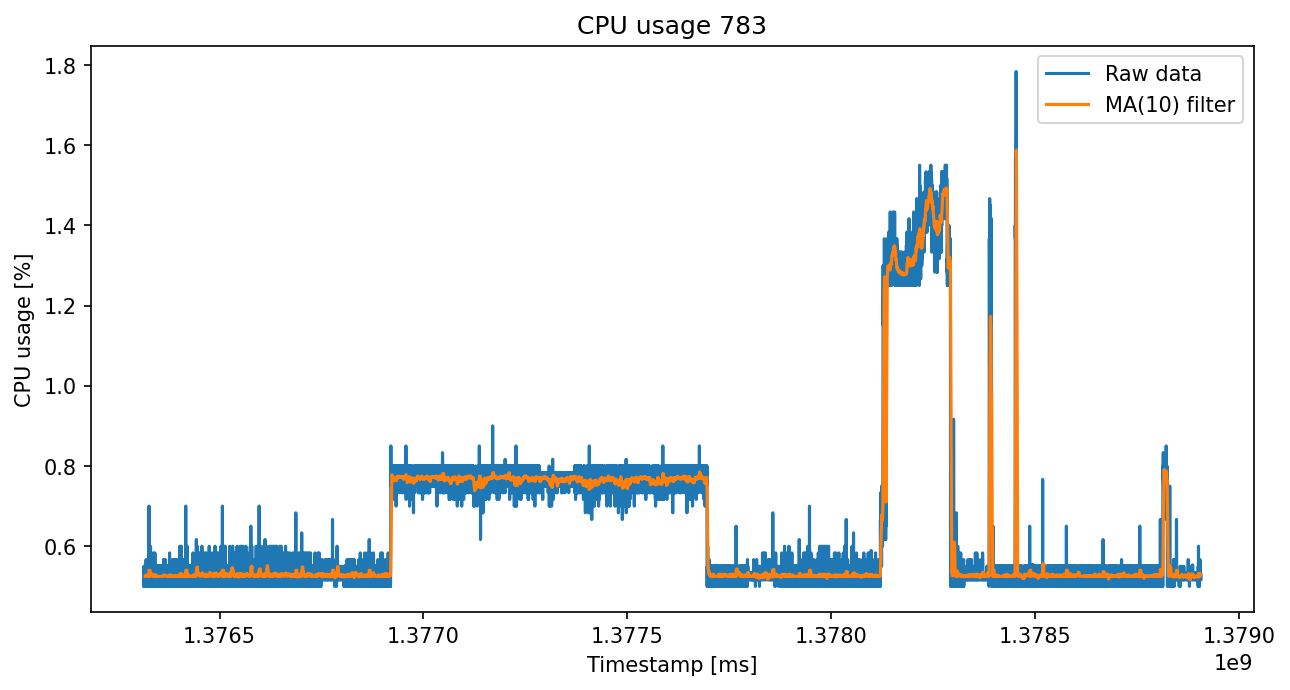 CPU usage 783
Raw data
MA(10) filter
CPU usage [%]
1.8
1.6
1.4
1.2
1.0
0.8
0.6
1.3765 1.3770 1.3775 1.3780 1.3785 1.3790
1e9
Timestamp [ms]